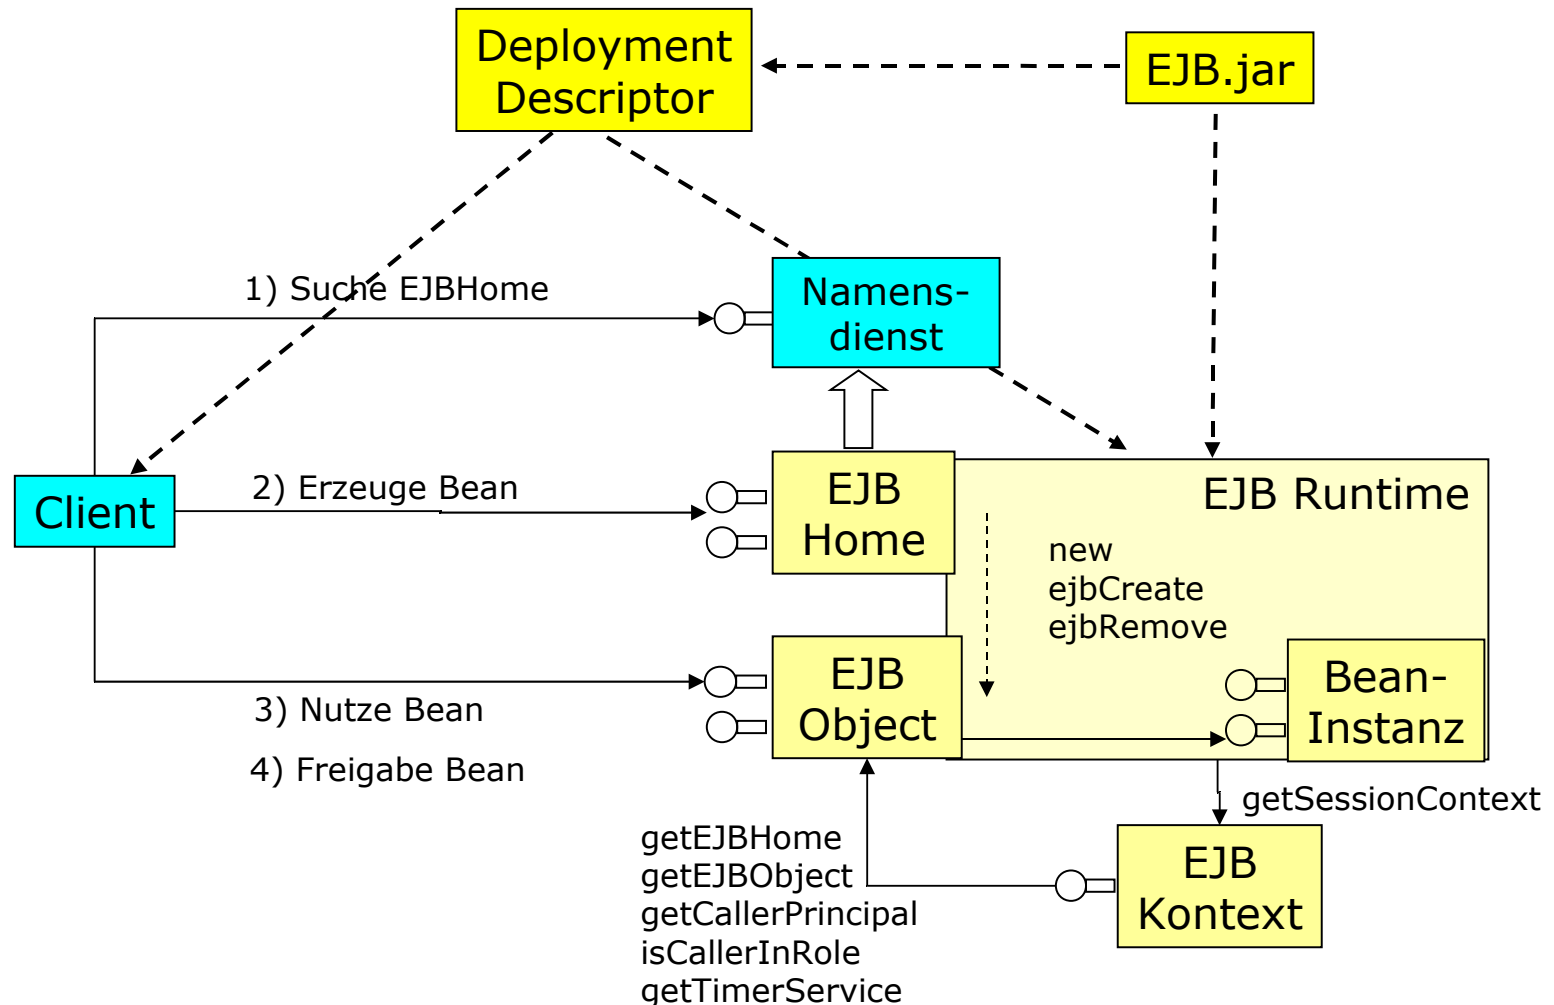 Deployment
Descriptor
EJB.jar
1) Suche EJBHome
Namens-
dienst
Client
2) Erzeuge Bean
EJB
Home
EJB Runtime
new
ejbCreate
ejbRemove
3) Nutze Bean
4) Freigabe Bean
EJB
Object
Bean-
Instanz
getSessionContext
getEJBHome
getEJBObject
getCallerPrincipal
isCallerInRole
getTimerService
EJB
Kontext